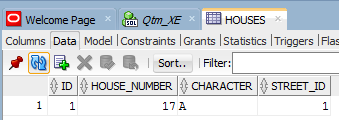 Welcome Page Qtm_XE HOUSES
Columns Data Model Constraints Grants Statistics Triggers Flas
Sort.. Filter:
ID HOUSE_NUMBER CHARACTER STREET_ID
1 1 17 A 1